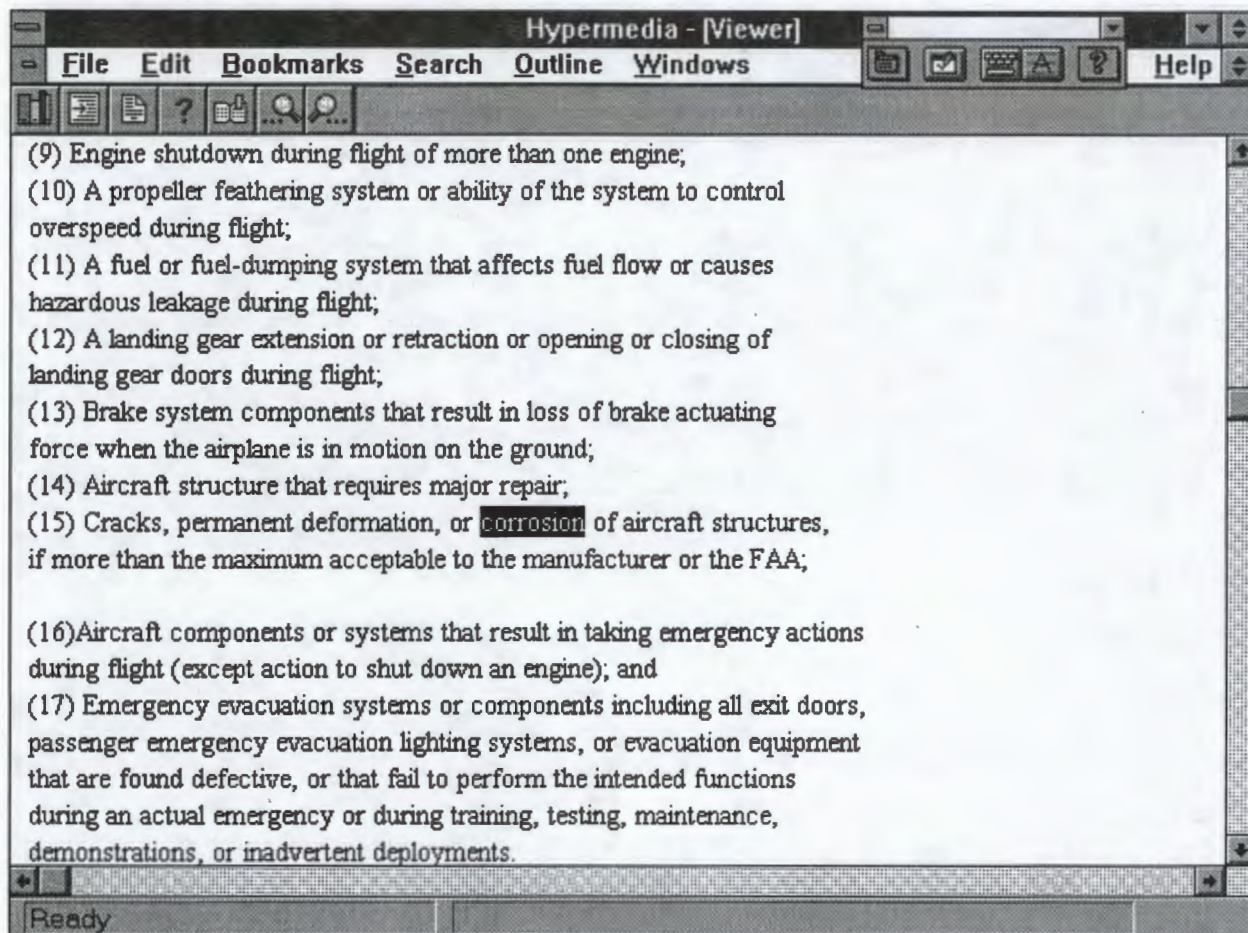 Hypermedia - [Viewer]
File Edit Bookmarks Search Outline Windows Help
(9) Engine shutdown during flight of more than one engine;
(10) A propeller feathering system or ability of the system to control
overspeed during flight;
(11) A fuel or fuel-dumping system that affects fuel flow or causes
hazardous leakage during flight;
(12) A landing gear extension or retraction or opening or closing of
landing gear doors during flight;
(13) Brake system components that result in loss of brake actuating
force when the airplane is in motion on the ground;
(14) Aircraft structure that requires major repair;
(15) Cracks, permanent deformation, or corrosion of aircraft structures,
if more than the maximum acceptable to the manufacturer or the FAA;
(16)Aircraft components or systems that result in taking emergency actions
during flight (except action to shut down an engine); and
(17) Emergency evacuation systems or components including all exit doors,
passenger emergency evacuation lighting systems, or evacuation equipment
that are found defective, or that fail to perform the intended functions
during an actual emergency or during training, testing, maintenance,
demonstrations, or inadvertent deployments.
Ready